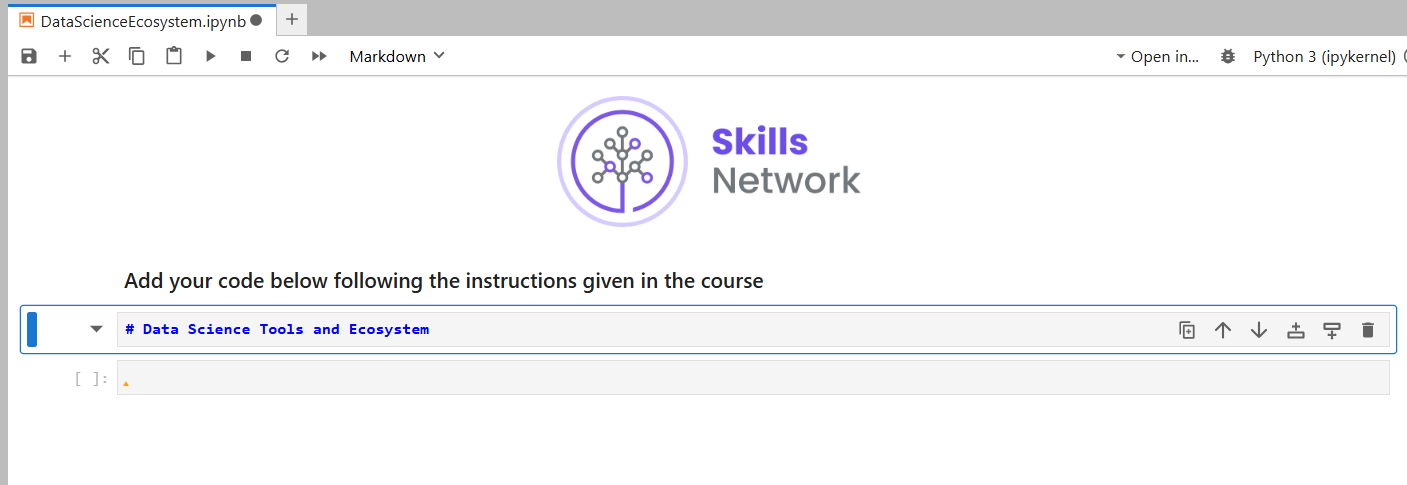 DataScienceEcosystem.ipynb
Markdown
Open in...
Python 3 (ipykernel)
Skills
Network
Add your code below following the instructions given in the course
# Data Science Tools and Ecosystem
[ ]: